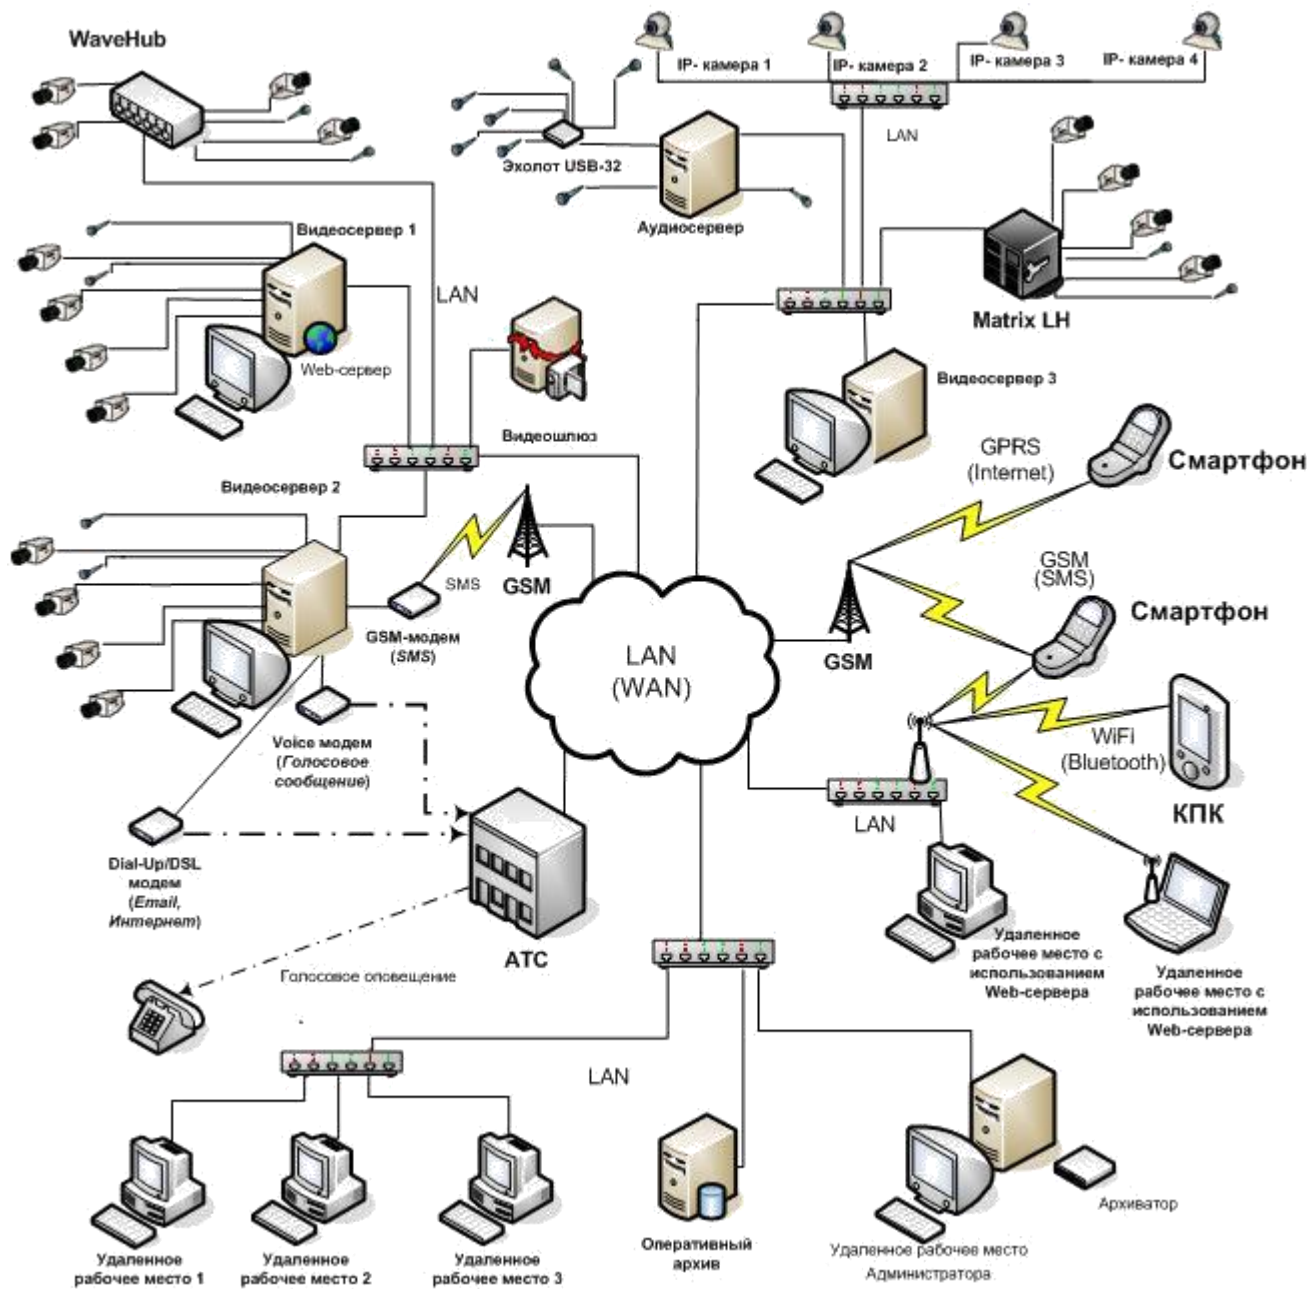 WaveHub
IP- камера 1
IP- камера 2
IP- камера 3
IP- камера 4
LAN
Эхолот USB-32
Аудиосервер
Видеосервер 1
LAN
Matrix LH
Web-сервер
Видеосервер 3
Видеошлюз
GPRS
(Internet)
Смартфон
Видеосервер 2
SMS
GSM
GSM
(SMS)
Смартфон
GSM-модем
(SMS)
LAN
(WAN)
GSM
Voice модем
(Голосовое
сообщение)
WiFi
(Bluetooth)
КПК
LAN
Dial-Up/DSL
модем
(Email,
Интернет)
АТС
Удаленное
рабочее место с
использованием
Web-сервера
Удаленное
рабочее место с
использованием
Web-сервера
Голосовое оповещение
LAN
Архиватор
Удаленное
рабочее место 1
Удаленное
рабочее место 2
Удаленное
рабочее место 3
Оперативный
архив
Удаленное рабочее место
Администратора